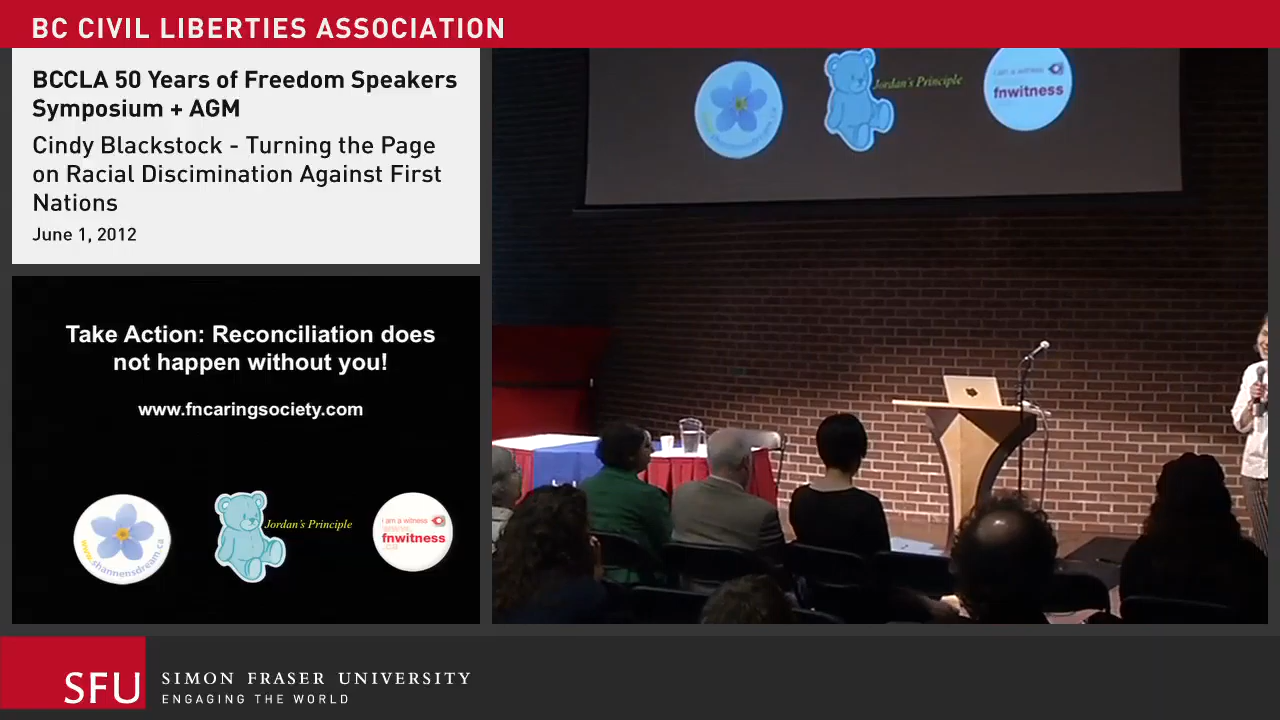 BC CIVIL LIBERTIES ASSOCIATION
BCCLA 50 Years of Freedom Speakers
Symposium + AGM
Cindy Blackstock - Turning the Page
on Racial Discimination Against First
Nations
June 1, 2012
Take Action: Reconciliation does
not happen without you!
www.fncaringsociety.com
www.shannensdream.ca
Jordan's Principle
i am a witness
fnwitness
Jordan's Principle
i am a witness
fnwitness
SFU
SIMON FRASER UNIVERSITY
ENGAGING THE WORLD